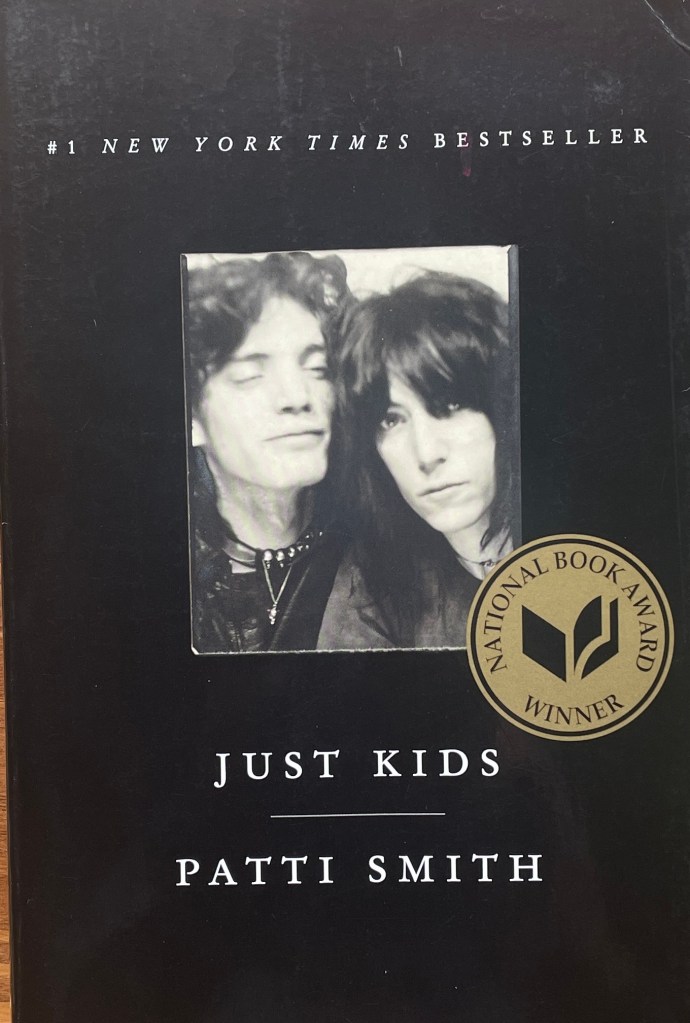 #1 NEW YORK TIMES BESTSELLER
NATIONAL BOOK AWARD
WINNER
JUST KIDS
PATTI SMITH